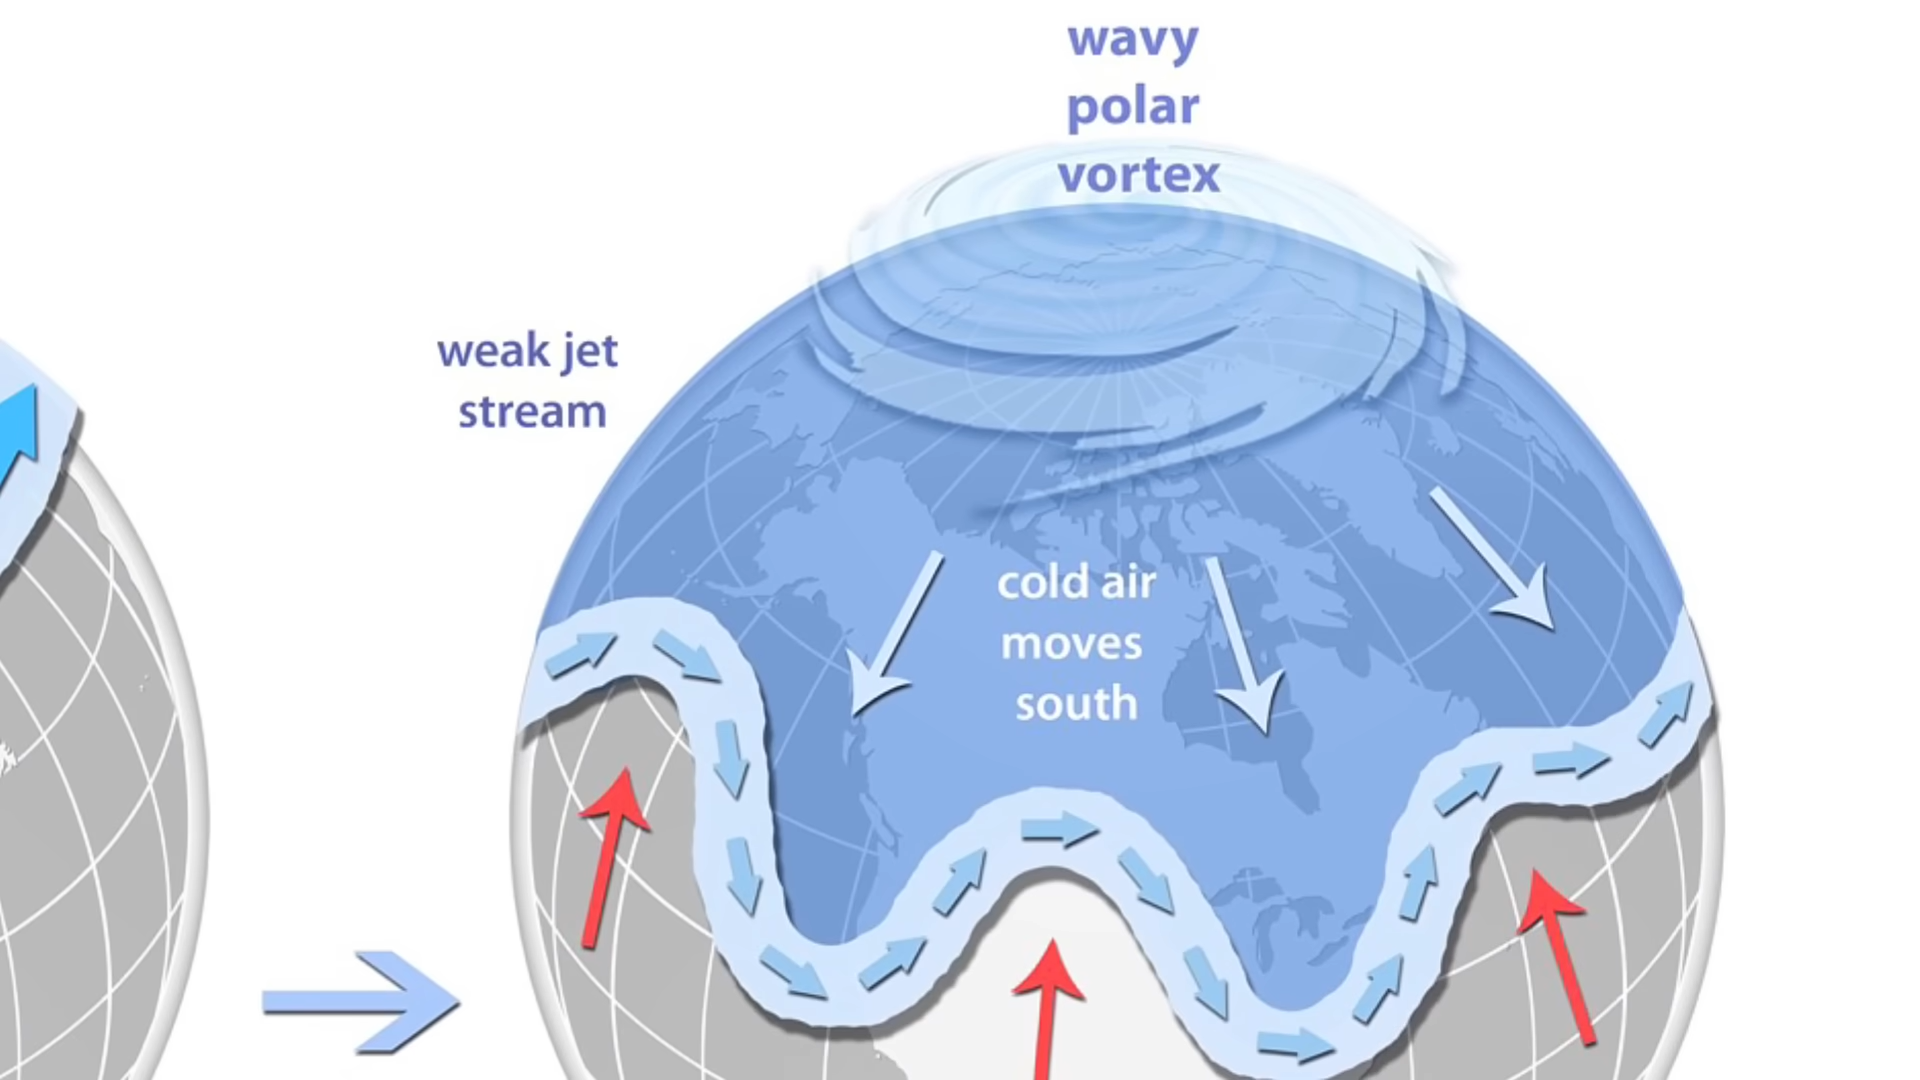 wavy
polar
vortex
weak jet
stream
cold air
moves
south